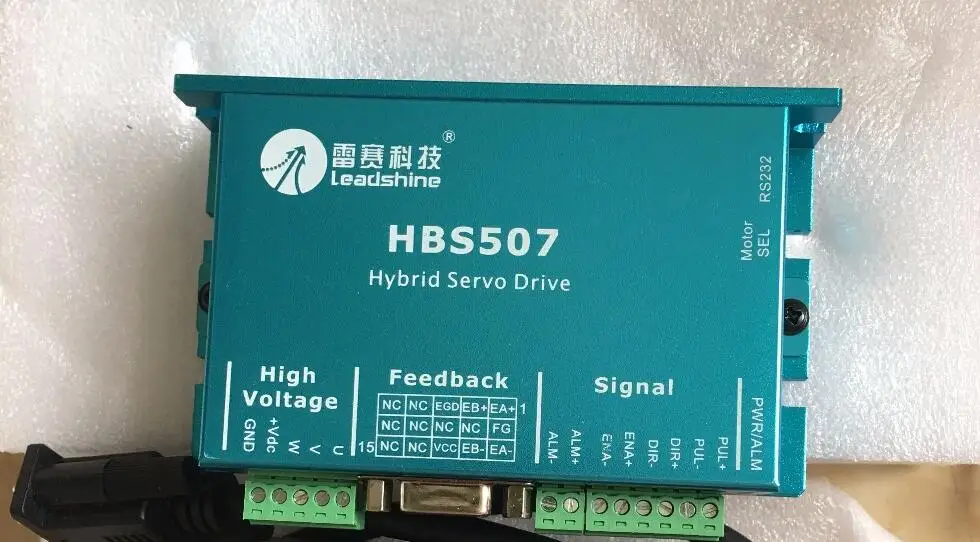 雷赛科技®
Leadshine
HBS507
Hybrid Servo Drive
RS232
Motor
SEL
High
Voltage
GND
+Vdc
W
V
U
Feedback
NC NC EGD EB+ EA+ 1
NC NC NC NC FG
15 NC NC VCC EB- EA-
Signal
ALM-
ALM+
ENA-
ENA+
DIR-
DIR+
PUL-
PUL+
PWR/ALM